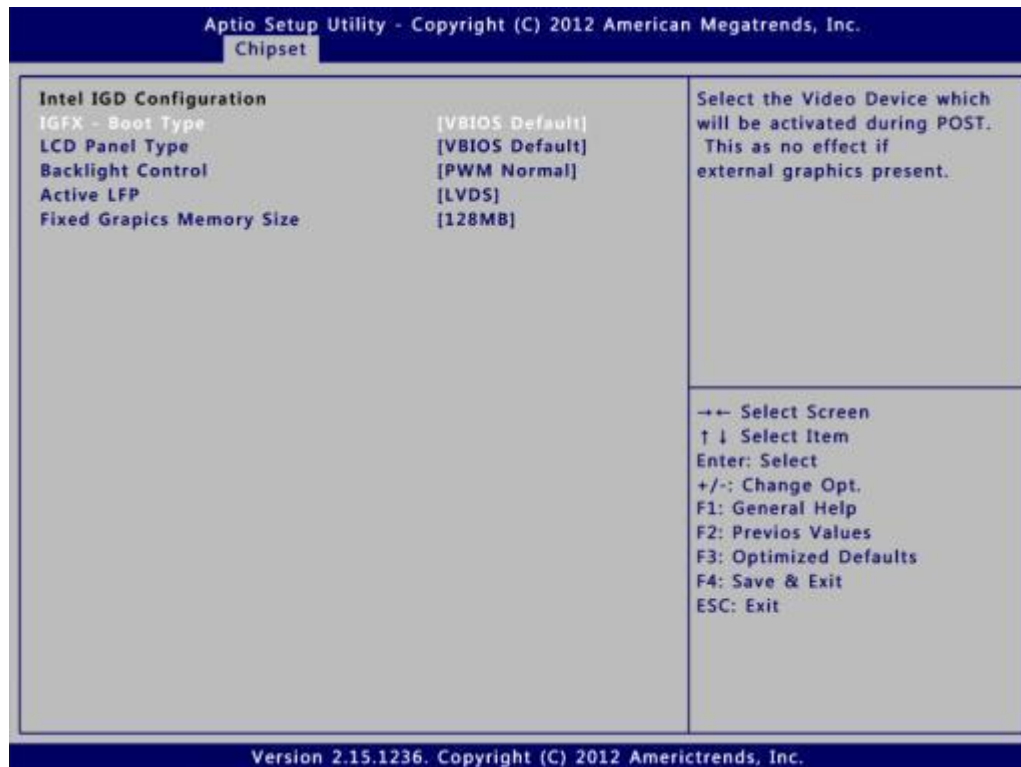 Aptio Setup Utility - Copyright (C) 2012 American Megatrends, Inc.
Chipset
Intel IGD Configuration
IGFX - Boot Type [VBIOS Default]
LCD Panel Type [VBIOS Default]
Backlight Control [PWM Normal]
Active LFP [LVDS]
Fixed Grapics Memory Size [128MB]
Select the Video Device which
will be activated during POST.
This as no effect if
external graphics present.
→← Select Screen
↑↓ Select Item
Enter: Select
+/-: Change Opt.
F1: General Help
F2: Previos Values
F3: Optimized Defaults
F4: Save & Exit
ESC: Exit
Version 2.15.1236. Copyright (C) 2012 Americtrends, Inc.